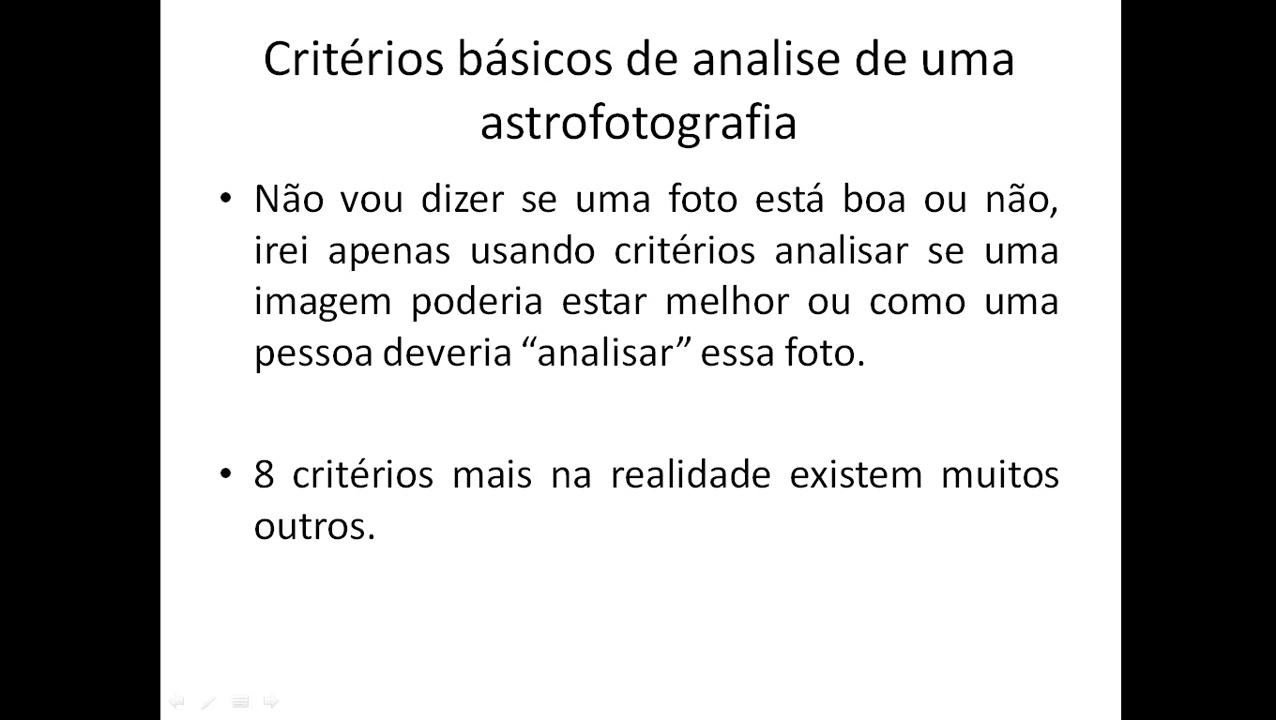 Critérios básicos de analise de uma
astrofotografia
• Não vou dizer se uma foto está boa ou não,
irei apenas usando critérios analisar se uma
imagem poderia estar melhor ou como uma
pessoa deveria “analisar” essa foto.
• 8 critérios mais na realidade existem muitos
outros.